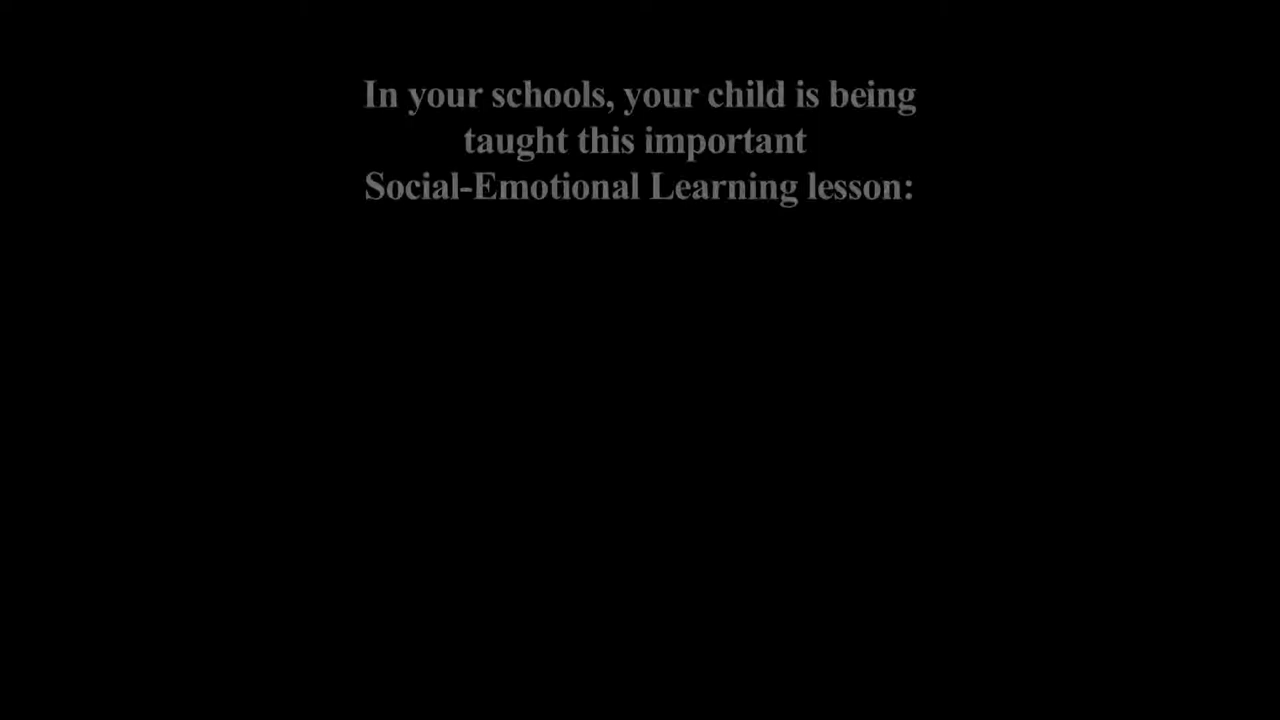 In your schools, your child is being
taught this important
Social-Emotional Learning lesson: